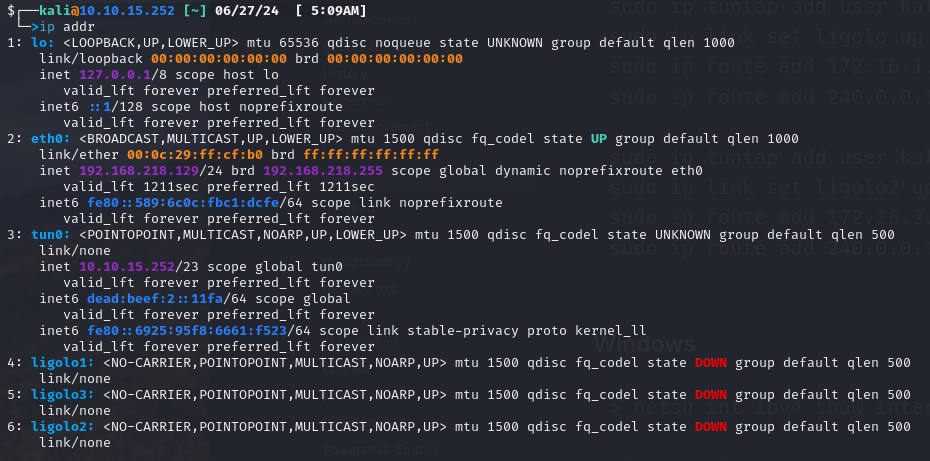 $┌──kali@10.10.15.252 [~] 06/27/24  [ 5:09AM]
└─>ip addr
1: lo: <LOOPBACK,UP,LOWER_UP> mtu 65536 qdisc noqueue state UNKNOWN group default qlen 1000
    link/loopback 00:00:00:00:00:00 brd 00:00:00:00:00:00
    inet 127.0.0.1/8 scope host lo
       valid_lft forever preferred_lft forever
    inet6 ::1/128 scope host noprefixroute
       valid_lft forever preferred_lft forever
2: eth0: <BROADCAST,MULTICAST,UP,LOWER_UP> mtu 1500 qdisc fq_codel state UP group default qlen 1000
    link/ether 00:0c:29:ff:cf:b0 brd ff:ff:ff:ff:ff:ff
    inet 192.168.218.129/24 brd 192.168.218.255 scope global dynamic noprefixroute eth0
       valid_lft 1211sec preferred_lft 1211sec
    inet6 fe80::589:6c0c:fbc1:dcfe/64 scope link noprefixroute
       valid_lft forever preferred_lft forever
3: tun0: <POINTOPOINT,MULTICAST,NOARP,UP,LOWER_UP> mtu 1500 qdisc fq_codel state UNKNOWN group default qlen 500
    link/none
    inet 10.10.15.252/23 scope global tun0
       valid_lft forever preferred_lft forever
    inet6 dead:beef:2::11fa/64 scope global
       valid_lft forever preferred_lft forever
    inet6 fe80::6925:95f8:6661:f523/64 scope link stable-privacy proto kernel_ll
       valid_lft forever preferred_lft forever
4: ligolo1: <NO-CARRIER,POINTOPOINT,MULTICAST,NOARP,UP> mtu 1500 qdisc fq_codel state DOWN group default qlen 500
    link/none
5: ligolo3: <NO-CARRIER,POINTOPOINT,MULTICAST,NOARP,UP> mtu 1500 qdisc fq_codel state DOWN group default qlen 500
    link/none
6: ligolo2: <NO-CARRIER,POINTOPOINT,MULTICAST,NOARP,UP> mtu 1500 qdisc fq_codel state DOWN group default qlen 500
    link/none
sudo ip tuntap add user
sudo ip link set ligolo up
sudo ip route add 172.16.1
sudo ip route add 240.0.0.
sudo ip tuntap add user
sudo ip link set ligolo2
sudo ip route add 172.16.2
sudo ip route add 240.0.0.
Windows
> netsh int ipv4 show